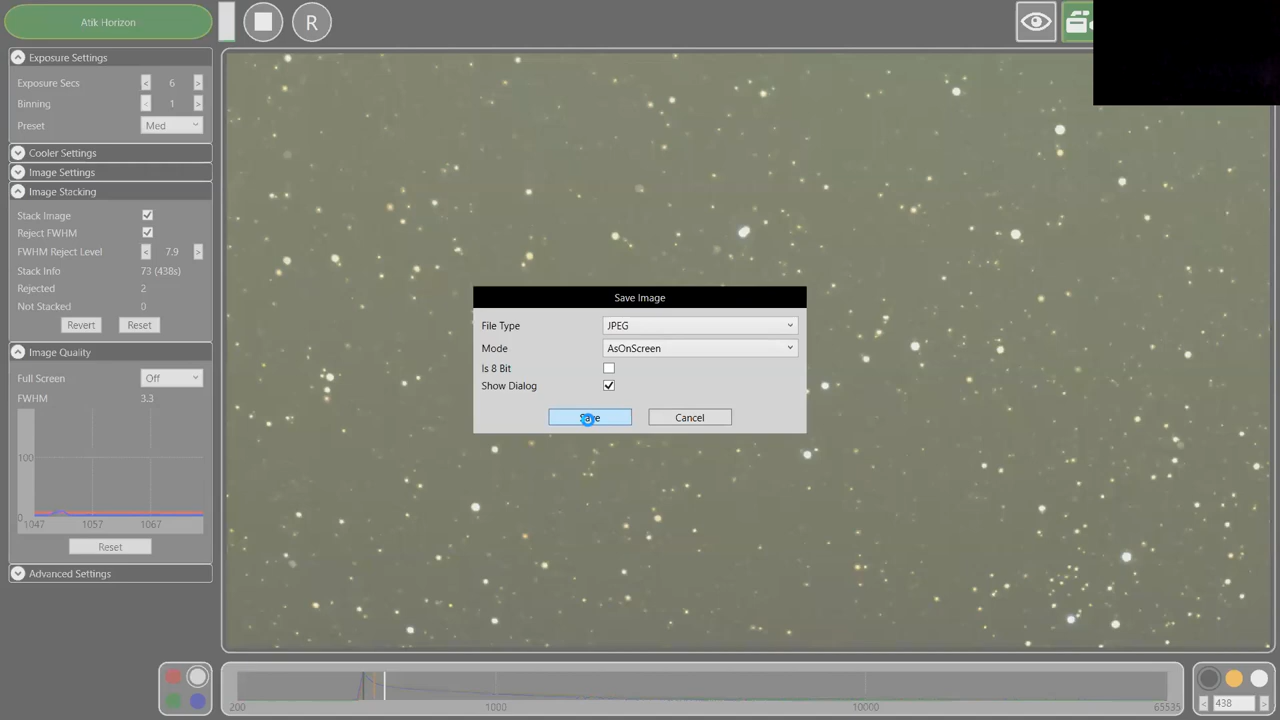 Atik Horizon
R
Exposure Settings
Exposure Secs < 6 >
Binning < 1 >
Preset Med
Cooler Settings
Image Settings
Image Stacking
Stack Image
Reject FWHM
FWHM Reject Level < 7.9 >
Stack Info 73 (438s)
Rejected 2
Not Stacked 0
Revert Reset
Image Quality
Full Screen Off
FWHM 3.3
100
0
1047 1057 1067
Reset
Advanced Settings
Save Image
File Type JPEG
Mode AsOnScreen
Is 8 Bit
Show Dialog
Save Cancel
200 1000 10000 65535
< 438 >